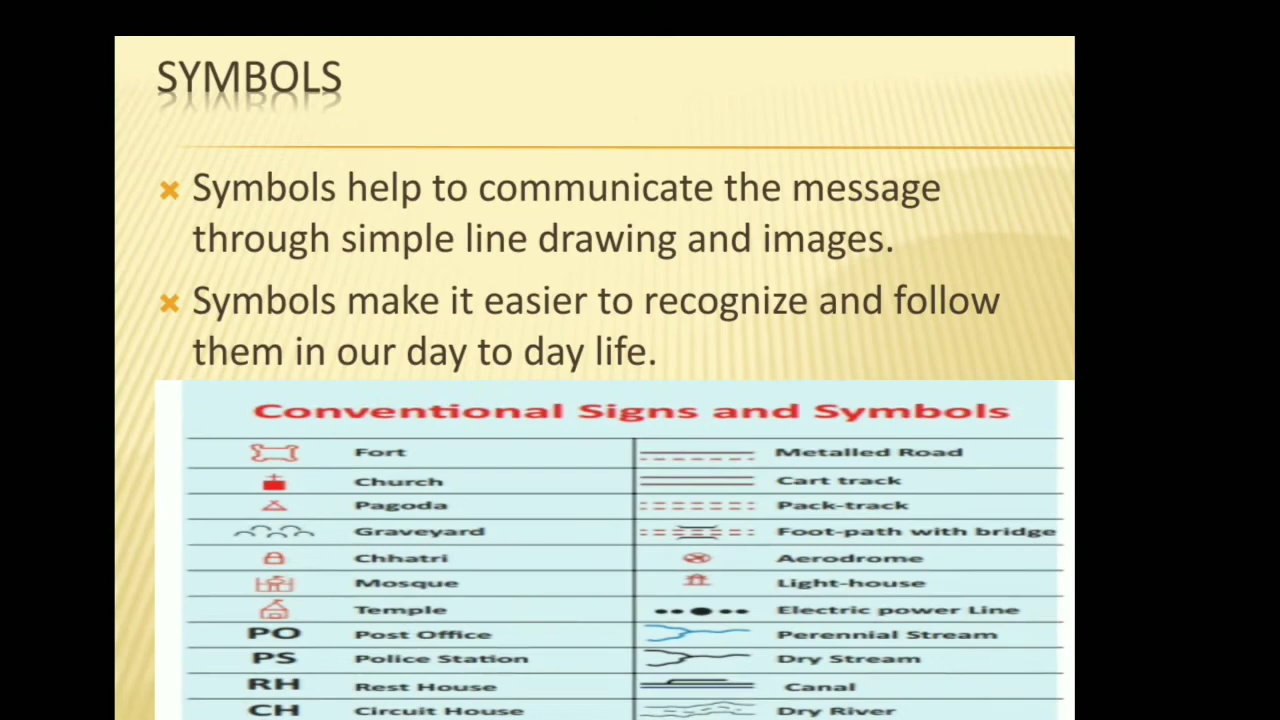 SYMBOLS
Symbols help to communicate the message
through simple line drawing and images.
Symbols make it easier to recognize and follow
them in our day to day life.
Conventional Signs and Symbols
Fort Metalled Road
Church Cart track
Pagoda Pack-track
Graveyard Foot-path with bridge
Chhatri Aerodrome
Mosque Light-house
Temple Electric power Line
PO Post Office Perennial Stream
PS Police Station Dry Stream
RH Rest House Canal
CH Circuit House Dry River